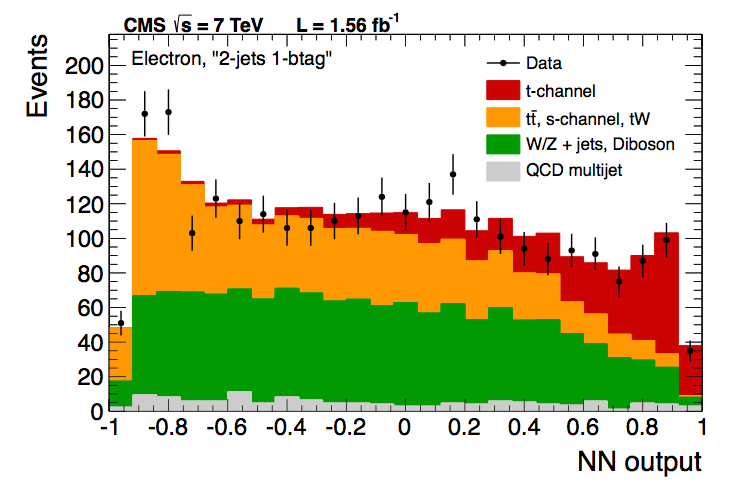 CMS √s = 7 TeV L = 1.56 fb⁻¹
Events
Electron, "2-jets 1-btag"
Data
t-channel
tt̄, s-channel, tW
W/Z + jets, Diboson
QCD multijet
200
180
160
140
120
100
80
60
40
20
0
-1 -0.8 -0.6 -0.4 -0.2 0 0.2 0.4 0.6 0.8 1
NN output